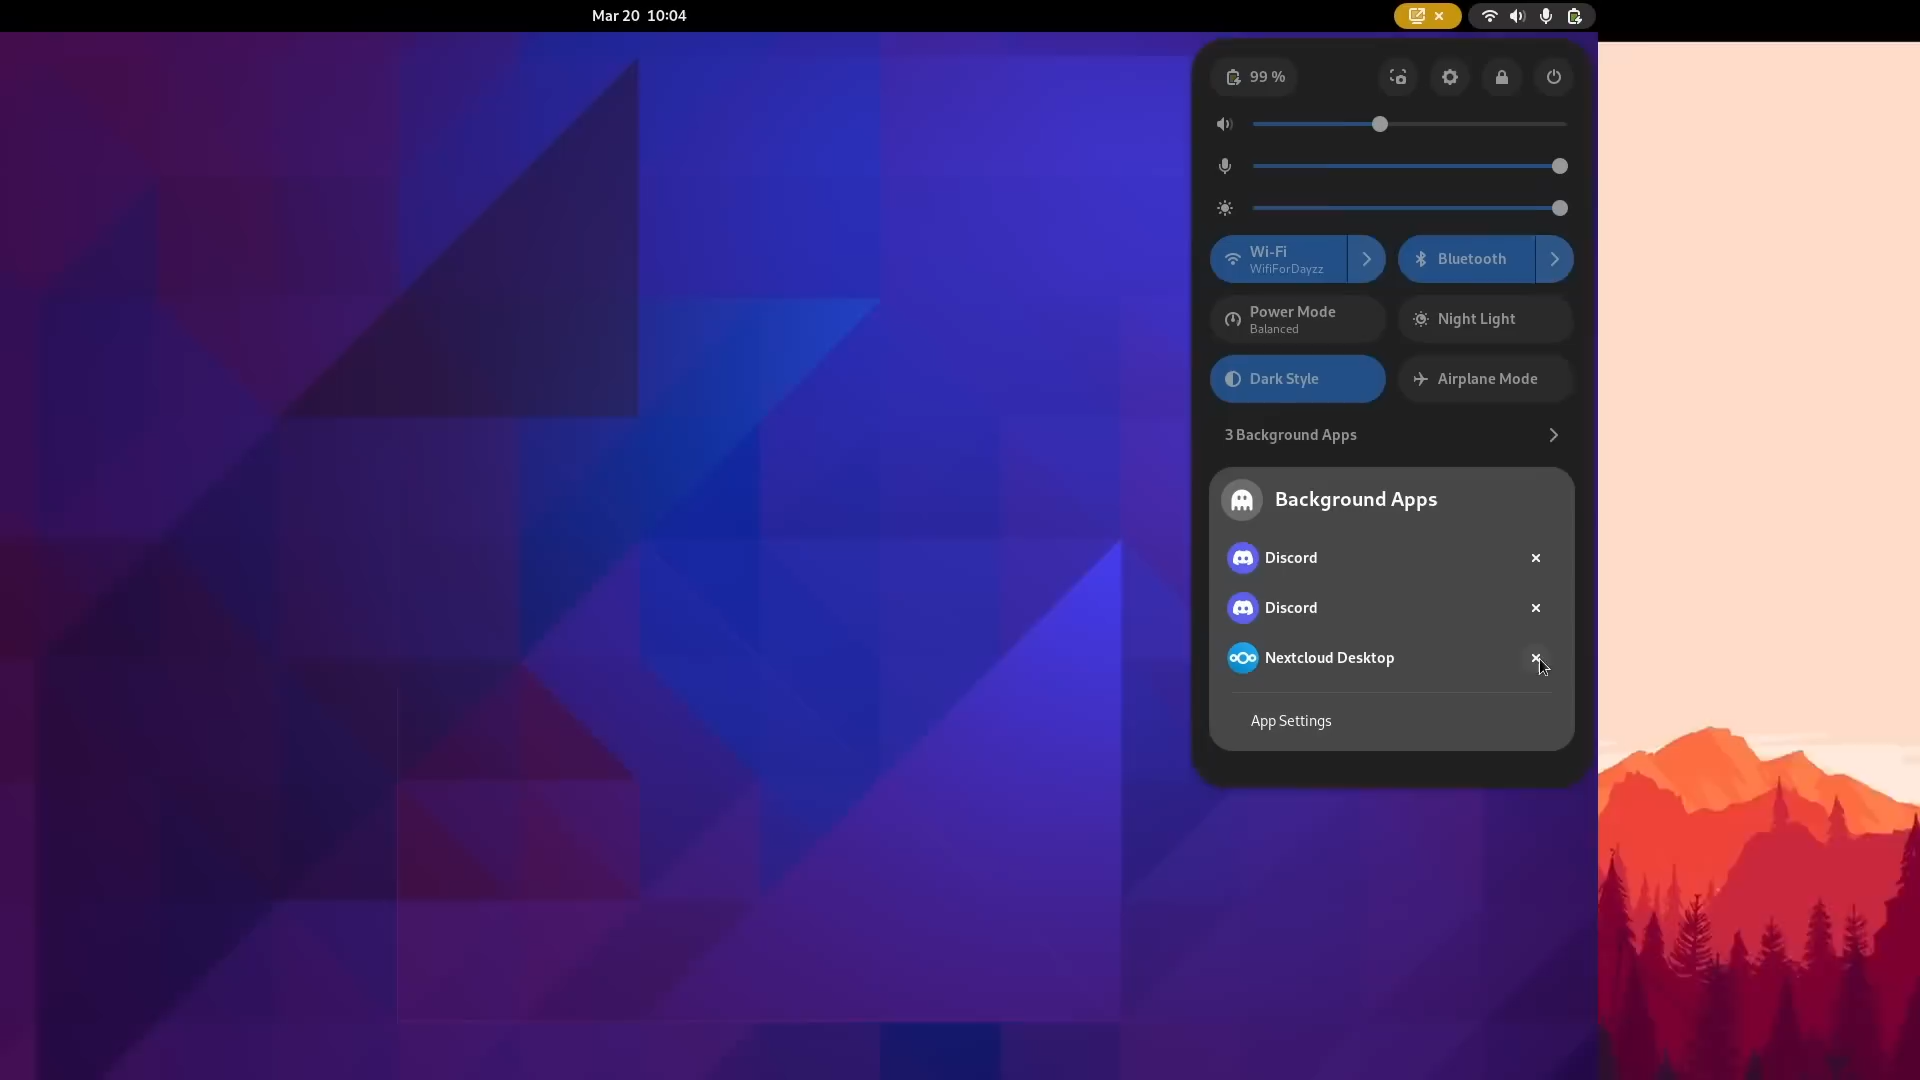 Mar 20 10:04
99 %
Wi-Fi
WifiForDayzz
Bluetooth
Power Mode
Balanced
Night Light
Dark Style
Airplane Mode
3 Background Apps
Background Apps
Discord
Discord
Nextcloud Desktop
App Settings